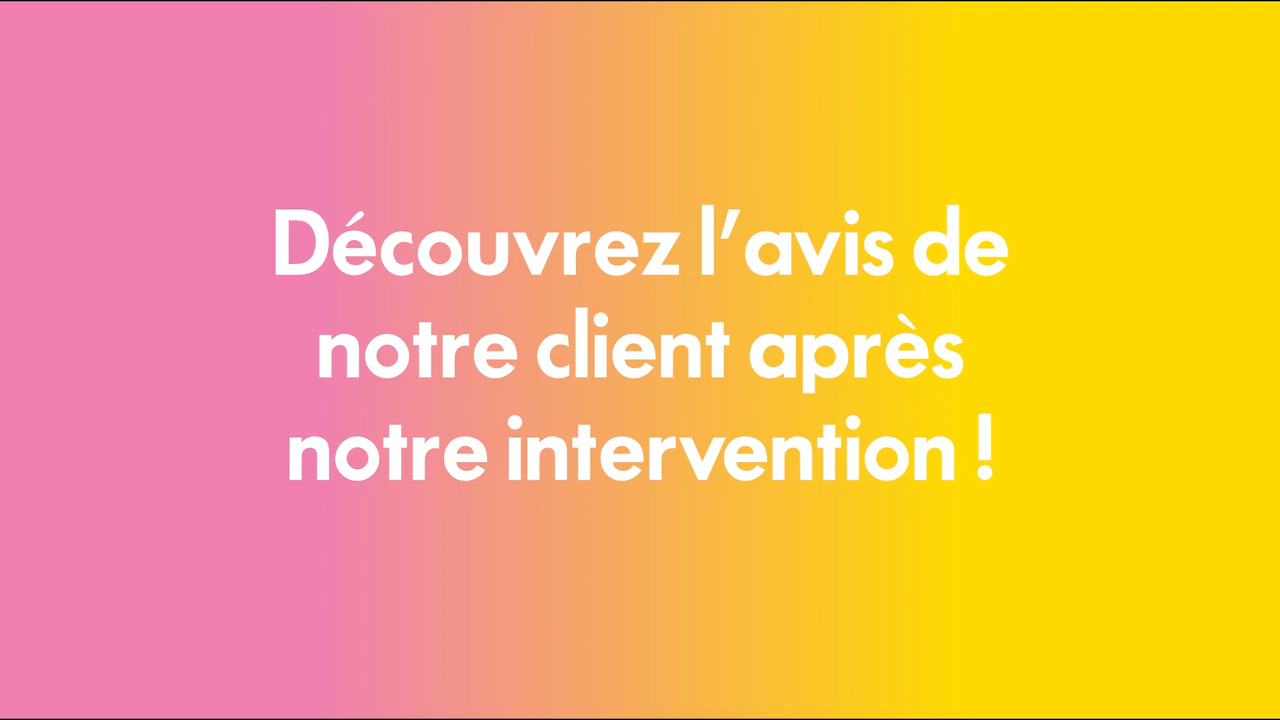 Découvrez l’avis de
notre client après
notre intervention !